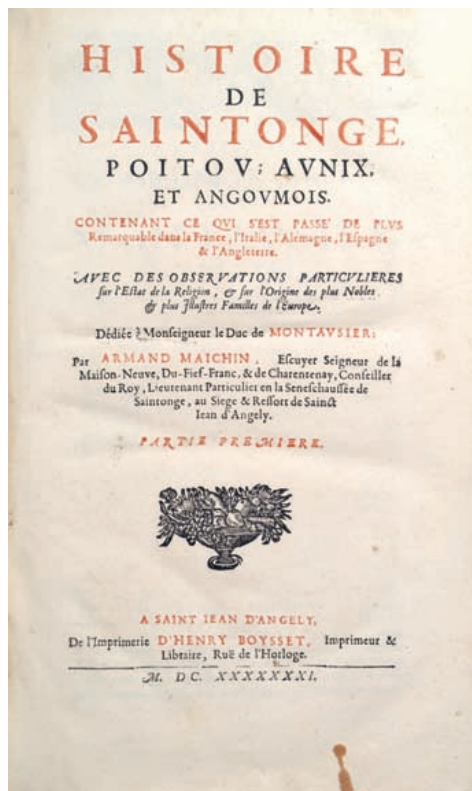 HISTOIRE
DE
SAINTONGE,
POITOV; AVNIX,
ET ANGOVMOIS.
CONTENANT CE QVI S'EST PASSE' DE PLVS
Remarquable dans la France, l'Italie, l'Alemagne, l'Espagne
& l'Angleterre.
AVEC DES OBSERVATIONS PARTICVLIERES
sur l'Estat de la Religion, & sur l'Origine des plus Nobles,
& plus Illustres Familles de l'Europe.
Dédiée à Monseigneur le Duc de MONTAVSIER;
Par ARMAND MAICHIN, Escuyer Seigneur de la
Maison-Neuve, Du-Fief-Franc, & de Charentenay, Conseiller
du Roy, Lieutenant Particulier en la Seneschaussée de
Saintonge, au Siege & Ressort de Sainct
Iean d'Angely.
PARTIE PREMIERE.
A SAINT IEAN D'ANGELY,
De l'Imprimerie D'HENRY BOYSSET, Imprimeur &
Libraire, Ruë de l'Horloge.
M. DC. XXXXXXXI.